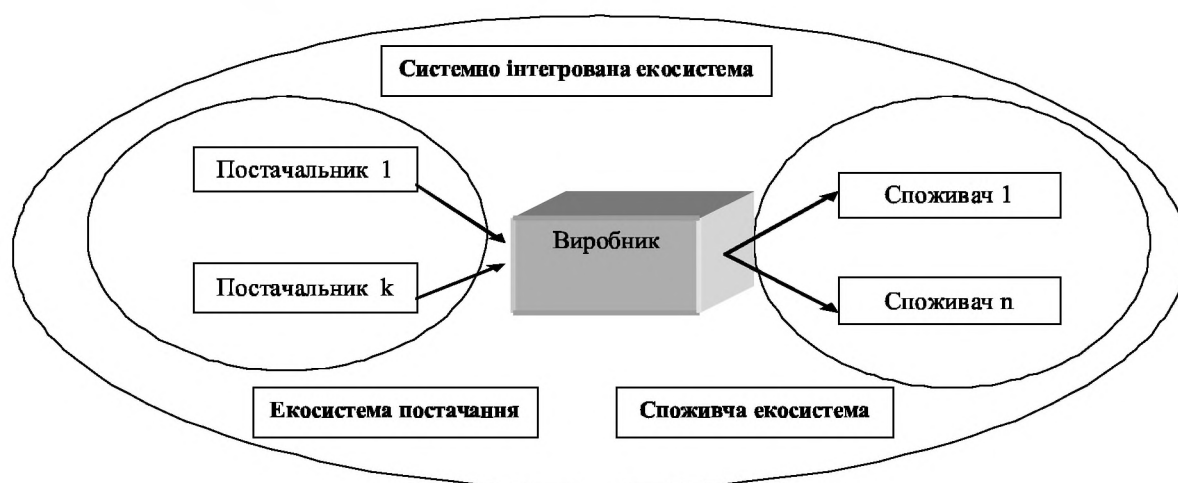 Системно інтегрована екосистема
Постачальник 1
Виробник
Споживач 1
Постачальник k
Споживач n
Екосистема постачання
Споживча екосистема